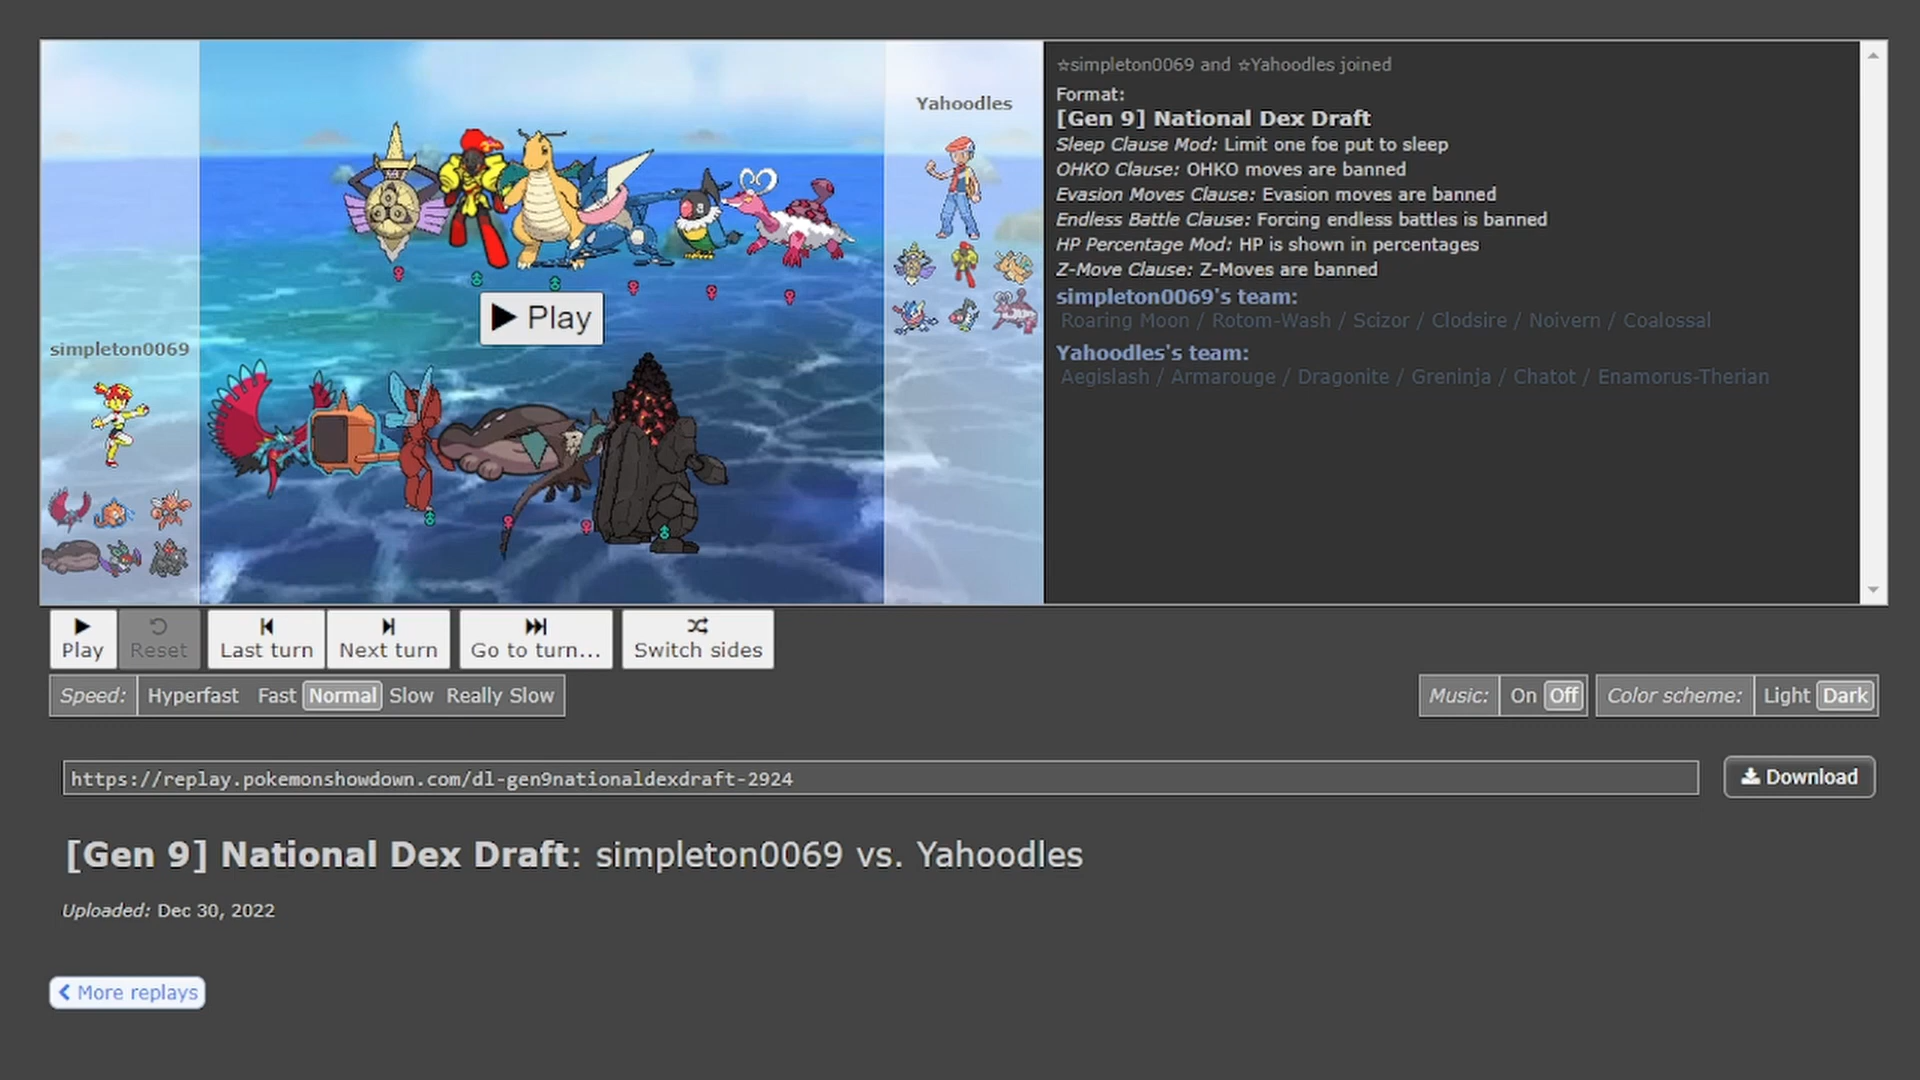 ☆simpleton0069 and ☆Yahoodles joined
Format:
[Gen 9] National Dex Draft
Sleep Clause Mod: Limit one foe put to sleep
OHKO Clause: OHKO moves are banned
Evasion Moves Clause: Evasion moves are banned
Endless Battle Clause: Forcing endless battles is banned
HP Percentage Mod: HP is shown in percentages
Z-Move Clause: Z-Moves are banned
simpleton0069's team:
Roaring Moon / Rotom-Wash / Scizor / Clodsire / Noivern / Coalossal
Yahoodles's team:
Aegislash / Armarouge / Dragonite / Greninja / Chatot / Enamorus-Therian
Yahoodles
Play
simpleton0069
Play Reset Last turn Next turn Go to turn... Switch sides
Speed: Hyperfast Fast Normal Slow Really Slow
Music: On Off Color scheme: Light Dark
https://replay.pokemonshowdown.com/dl-gen9nationaldexdraft-2924
Download
[Gen 9] National Dex Draft: simpleton0069 vs. Yahoodles
Uploaded: Dec 30, 2022
More replays